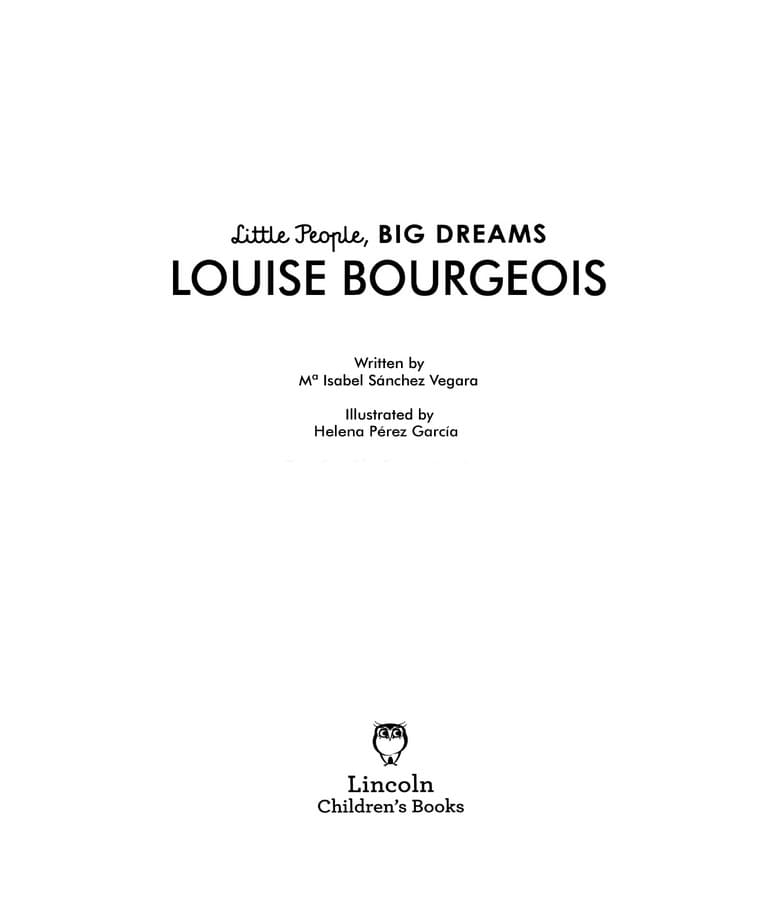 Little People, BIG DREAMS
LOUISE BOURGEOIS
Written by
Mª Isabel Sánchez Vegara
Illustrated by
Helena Pérez García
Lincoln
Children's Books